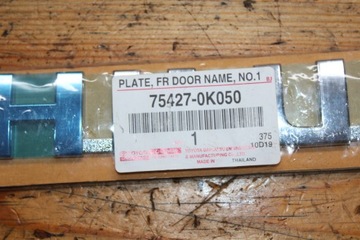 PLATE, FR DOOR NAME, NO.1
75427-0K050
1
375
10D19
MADE IN THAILAND
H
U